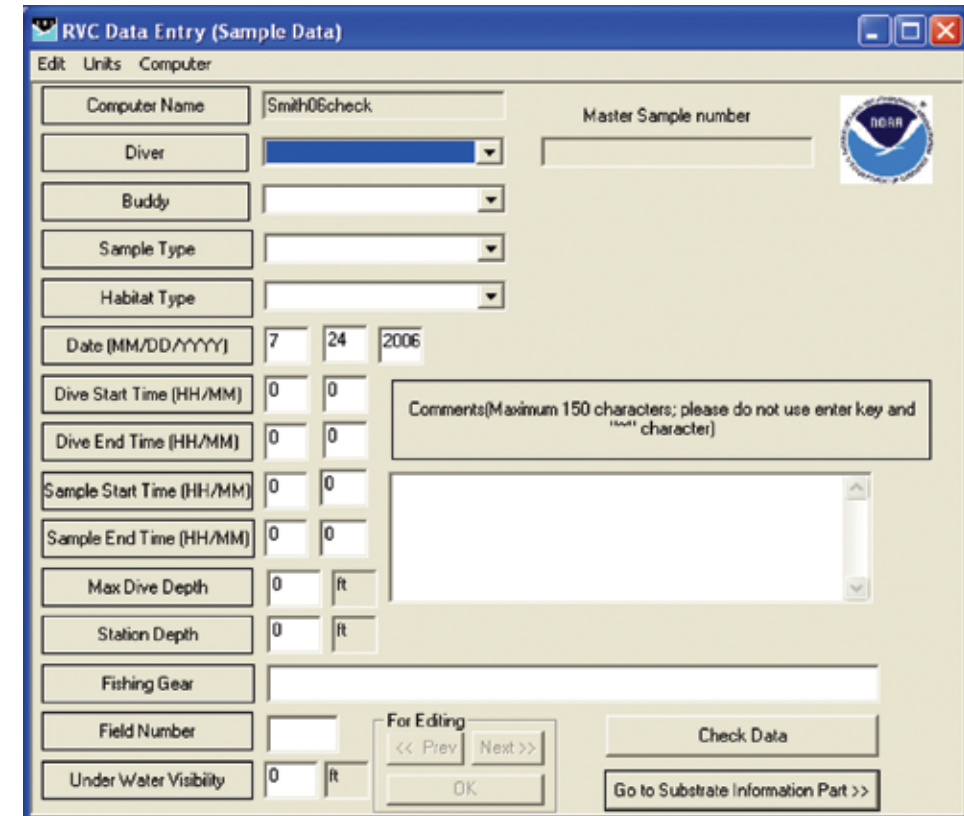 RVC Data Entry (Sample Data)
Edit Units Computer
Computer Name Smith06check
Master Sample number
NOAA
Diver
Buddy
Sample Type
Habitat Type
Date (MM/DD/YYYY) 7 24 2006
Dive Start Time (HH/MM) 0 0
Comments(Maximum 150 characters; please do not use enter key and
character)
Dive End Time (HH/MM) 0 0
Sample Start Time (HH/MM) 0 0
Sample End Time (HH/MM) 0 0
Max Dive Depth 0 ft
Station Depth 0 ft
Fishing Gear
Field Number
For Editing
<< Prev Next >>
OK
Check Data
Under Water Visibility 0 ft
Go to Substrate Information Part >>